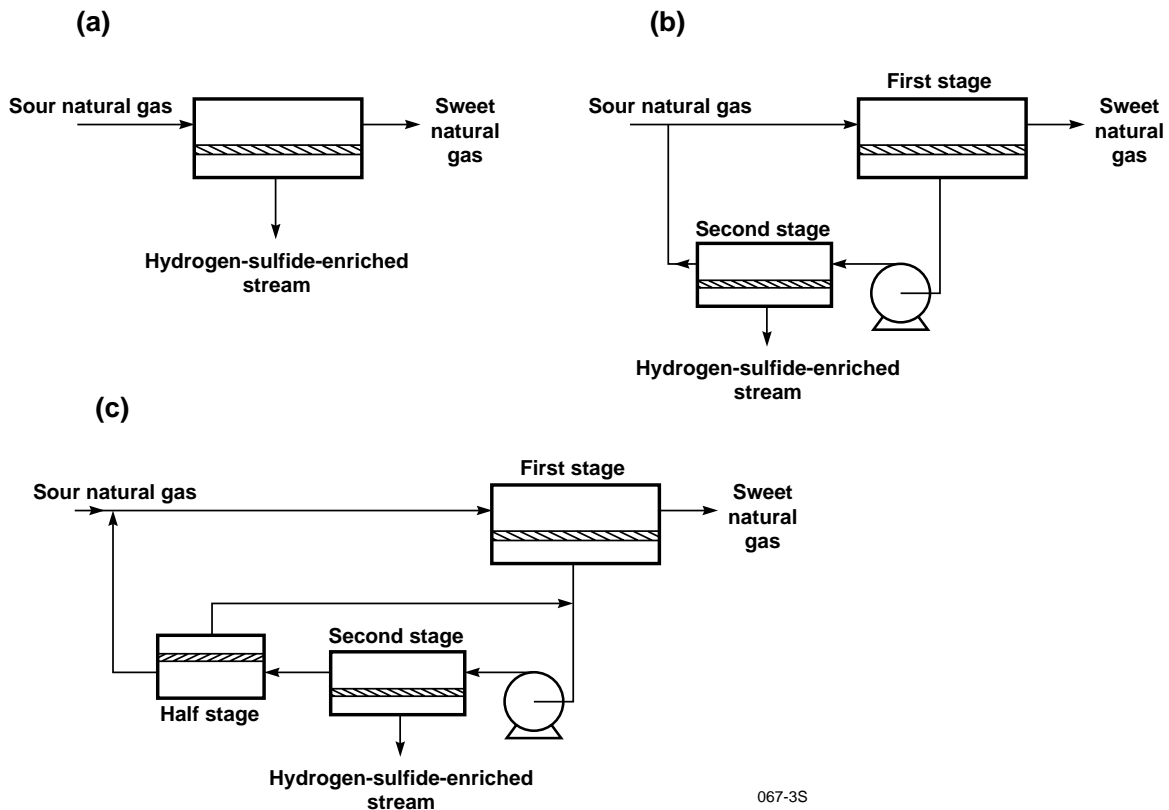 (a)
Sour natural gas
Sweet
natural
gas
Hydrogen-sulfide-enriched
stream
(b)
First stage
Sour natural gas
Sweet
natural
gas
Second stage
Hydrogen-sulfide-enriched
stream
(c)
First stage
Sour natural gas
Sweet
natural
gas
Second stage
Half stage
Hydrogen-sulfide-enriched
stream
067-3S